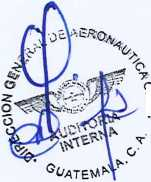 DIRECCION GENERAL DE AERONAUTICA C
AUDITORIA
INTERNA
GUATEMALA, C. A.